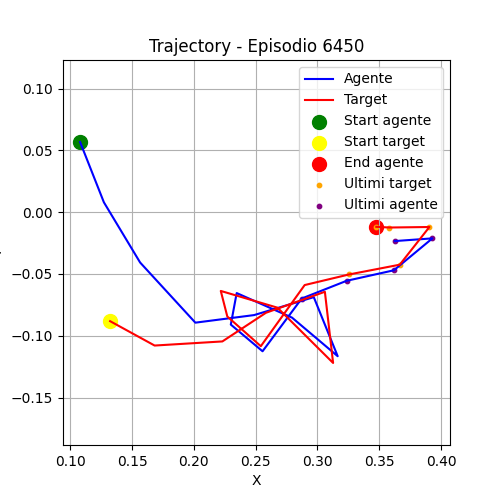 Trajectory - Episodio 6450
Agente
Target
Start agente
Start target
End agente
Ultimi target
Ultimi agente
0.10
0.05
0.00
−0.05
−0.10
−0.15
0.10
0.15
0.20
0.25
0.30
0.35
0.40
X